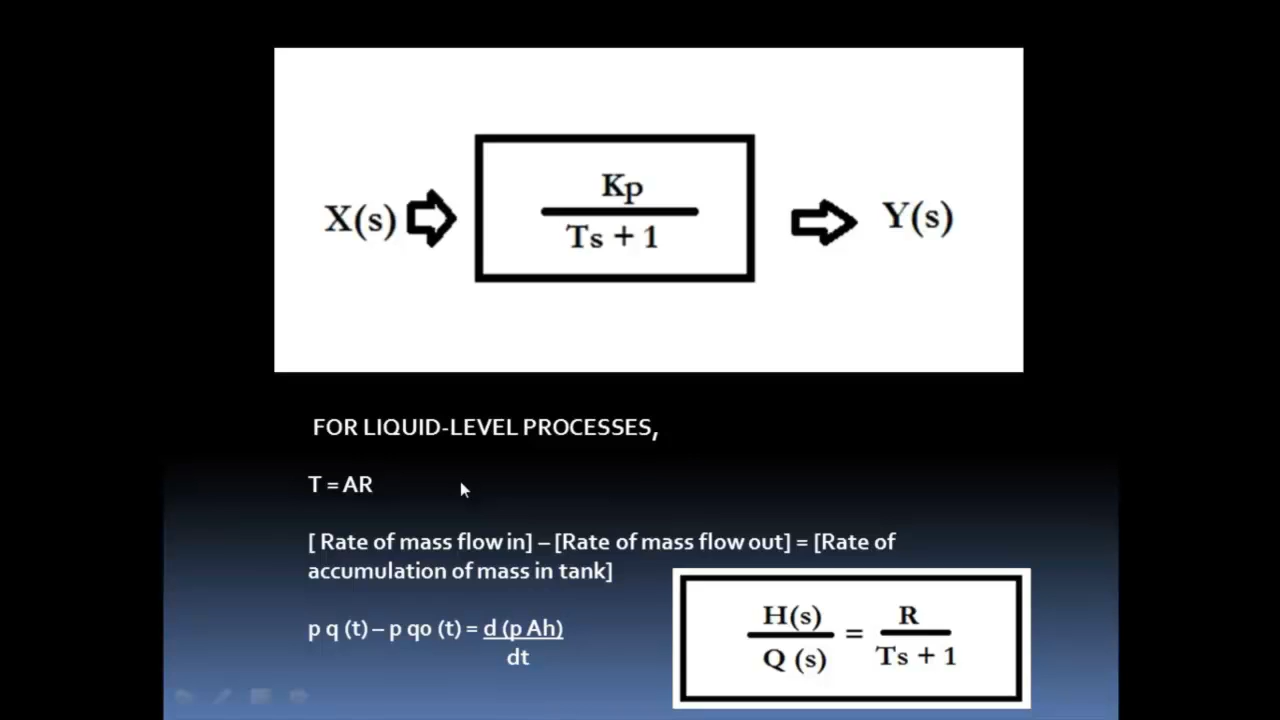 Kp
X(s) Y(s)
Ts + 1
FOR LIQUID-LEVEL PROCESSES,
T = AR
[ Rate of mass flow in] – [Rate of mass flow out] = [Rate of
accumulation of mass in tank]
p q (t) – p qo (t) = d (p Ah)
dt
H(s) = R
Q (s) Ts + 1